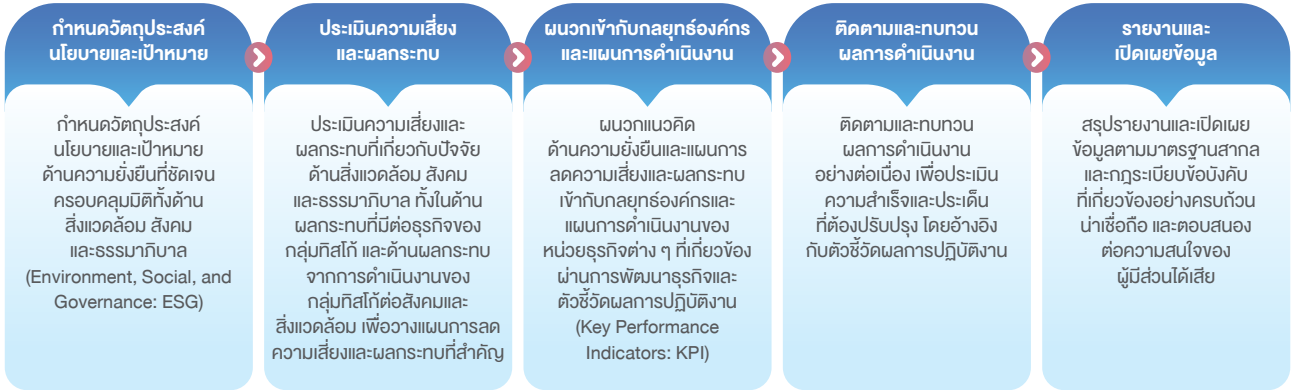 กำหนดวัตถุประสงค์
นโยบายและเป้าหมาย
กำหนดวัตถุประสงค์
นโยบายและเป้าหมาย
ด้านความยั่งยืนที่ชัดเจน
ครอบคลุมมิติทั้งด้าน
สิ่งแวดล้อม สังคม
และธรรมาภิบาล
(Environment, Social, and
Governance: ESG)
ประเมินความเสี่ยง
และผลกระทบ
ประเมินความเสี่ยงและ
ผลกระทบที่เกี่ยวกับปัจจัย
ด้านสิ่งแวดล้อม สังคม
และธรรมาภิบาล ทั้งในด้าน
ผลกระทบที่มีต่อธุรกิจของ
กลุ่มทิสโก้ และด้านผลกระทบ
จากการดำเนินงานของ
กลุ่มทิสโก้ต่อสังคมและ
สิ่งแวดล้อม เพื่อวางแผนการลด
ความเสี่ยงและผลกระทบที่สำคัญ
ผนวกเข้ากับกลยุทธ์องค์กร
และแผนการดำเนินงาน
ผนวกแนวคิด
ด้านความยั่งยืนและแผนการ
ลดความเสี่ยงและผลกระทบ
เข้ากับกลยุทธ์องค์กรและ
แผนการดำเนินงานของ
หน่วยธุรกิจต่าง ๆ ที่เกี่ยวข้อง
ผ่านการพัฒนาธุรกิจและ
ตัวชี้วัดผลการปฏิบัติงาน
(Key Performance
Indicators: KPI)
ติดตามและทบทวน
ผลการดำเนินงาน
ติดตามและทบทวน
ผลการดำเนินงาน
อย่างต่อเนื่อง เพื่อประเมิน
ความสำเร็จและประเด็น
ที่ต้องปรับปรุง โดยอ้างอิง
กับตัวชี้วัดผลการปฏิบัติงาน
รายงานและ
เปิดเผยข้อมูล
สรุปรายงานและเปิดเผย
ข้อมูลตามมาตรฐานสากล
และกฎระเบียบข้อบังคับ
ที่เกี่ยวข้องอย่างครบถ้วน
น่าเชื่อถือ และตอบสนอง
ต่อความสนใจของ
ผู้มีส่วนได้เสีย